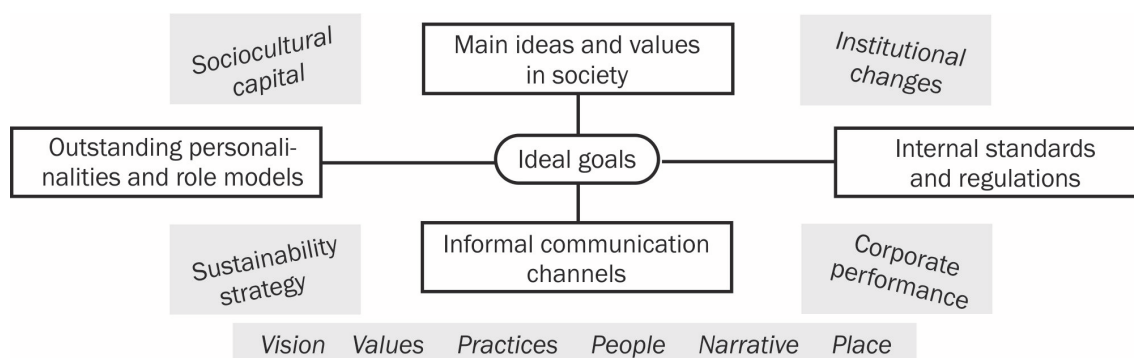 Sociocultural
capital
Main ideas and values
in society
Institutional
changes
Outstanding personali-
nalities and role models
Ideal goals
Internal standards
and regulations
Sustainability
strategy
Informal communication
channels
Corporate
performance
Vision Values Practices People Narrative Place